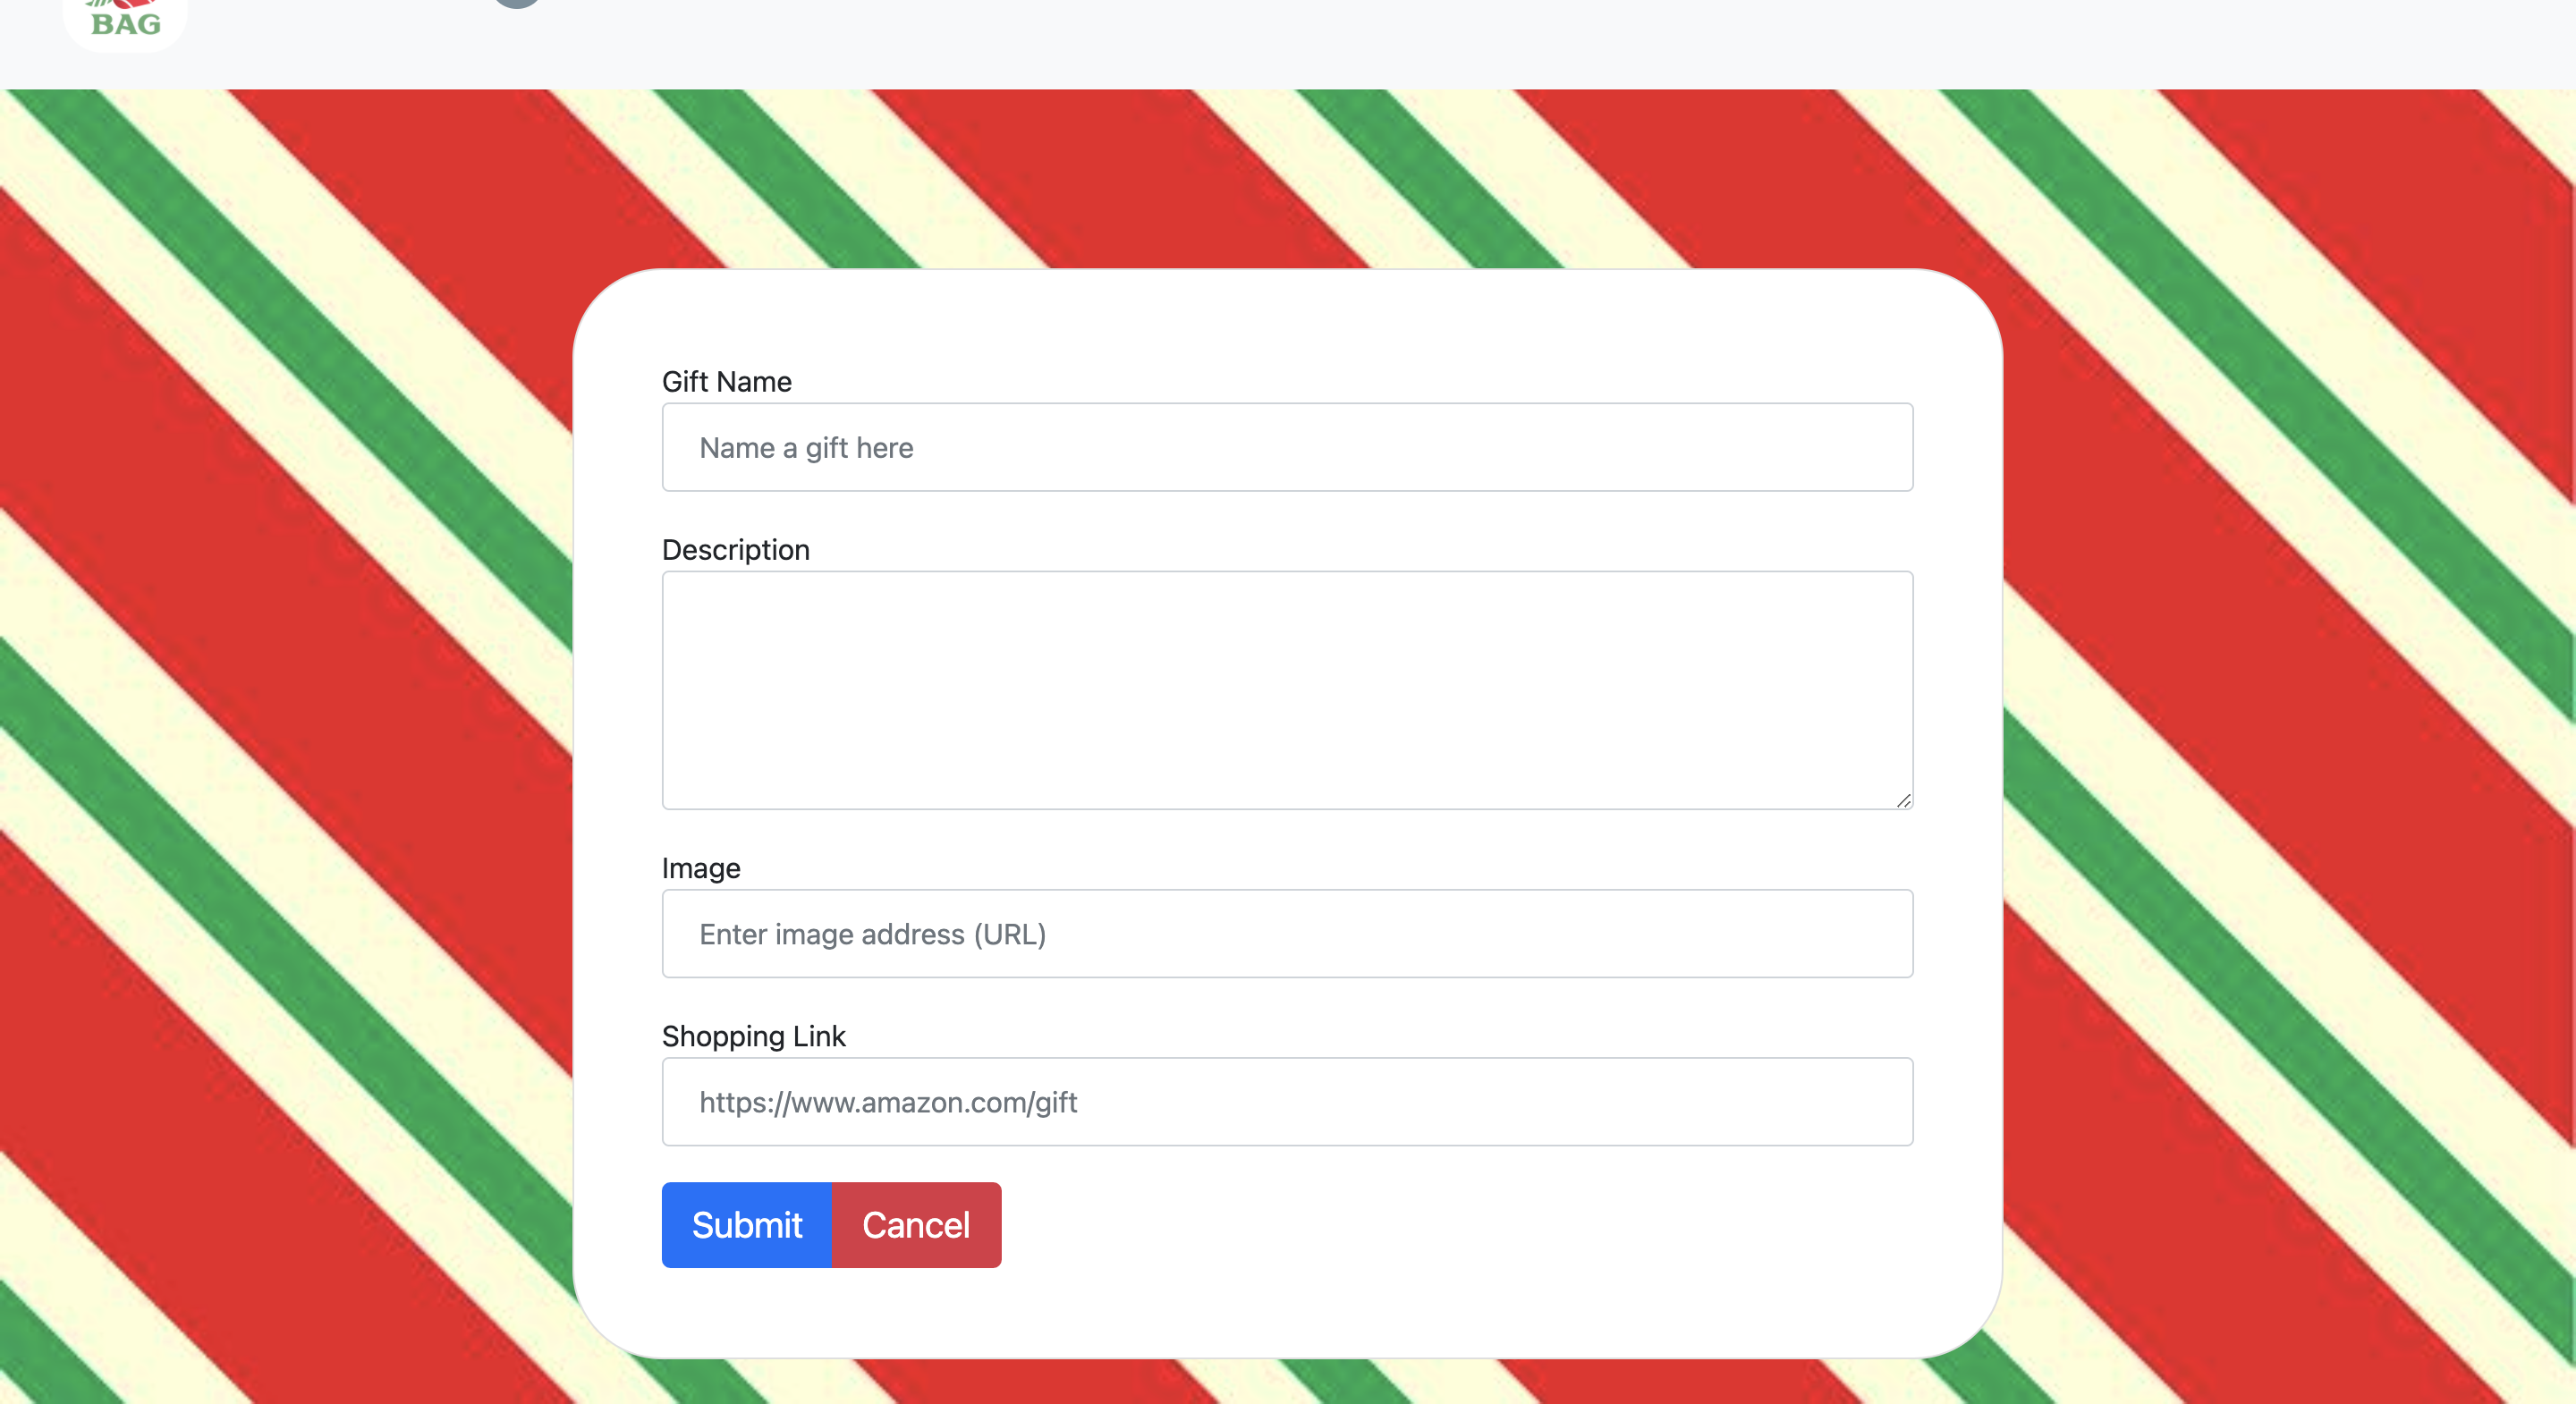 BAG
Gift Name
Name a gift here
Description
Image
Enter image address (URL)
Shopping Link
https://www.amazon.com/gift
Submit
Cancel